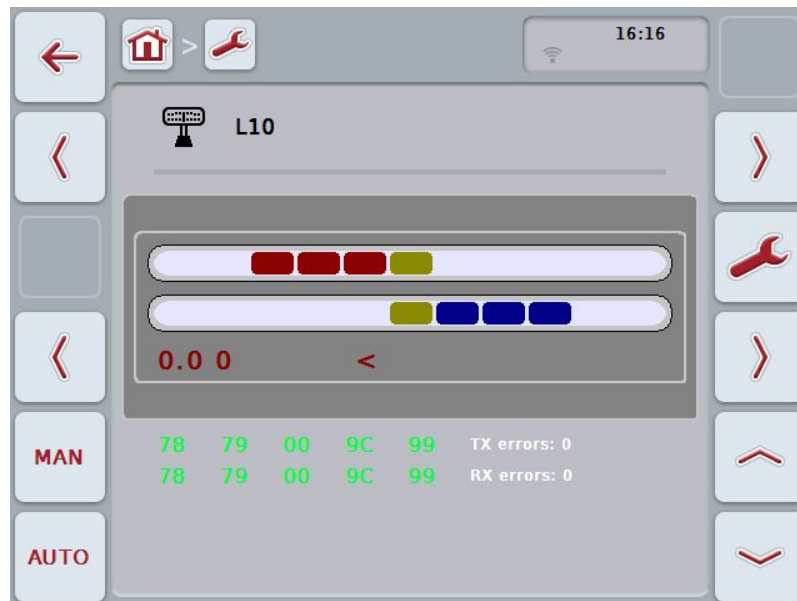 >
16:16
L10
0.0 0 <
78 79 00 9C 99 TX errors: 0
78 79 00 9C 99 RX errors: 0
MAN
AUTO